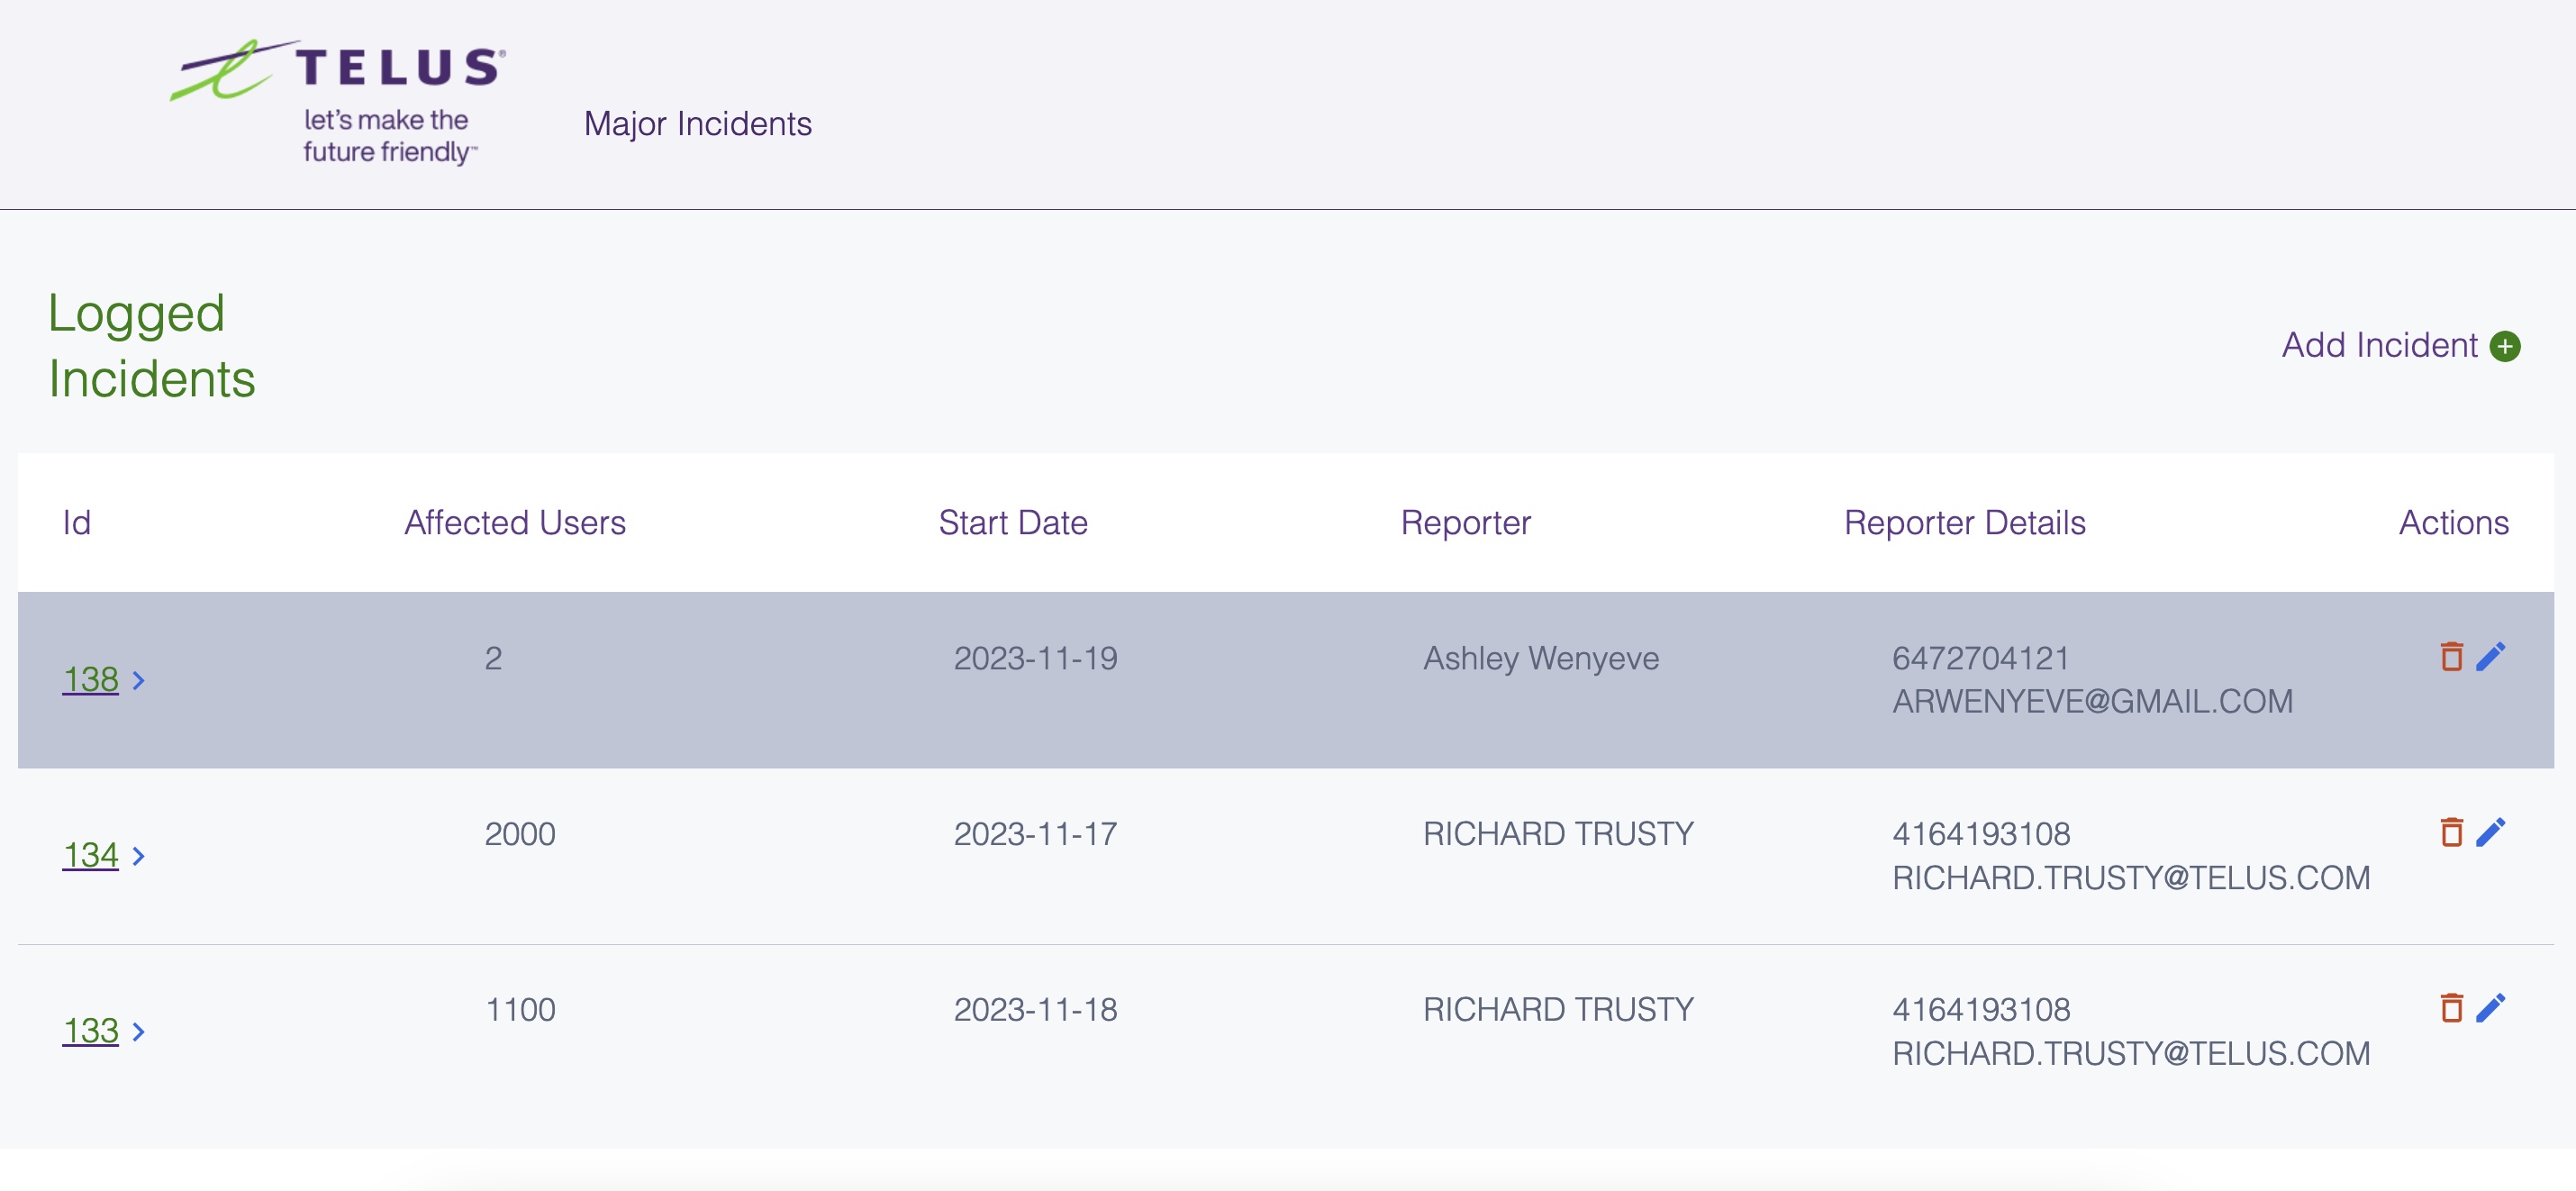 TELUS®
let's make the
future friendly™
Major Incidents
Logged
Incidents
Add Incident
Id Affected Users Start Date Reporter Reporter Details Actions
138 2 2023-11-19 Ashley Wenyeve 6472704121
ARWENYEVE@GMAIL.COM
134 2000 2023-11-17 RICHARD TRUSTY 4164193108
RICHARD.TRUSTY@TELUS.COM
133 1100 2023-11-18 RICHARD TRUSTY 4164193108
RICHARD.TRUSTY@TELUS.COM